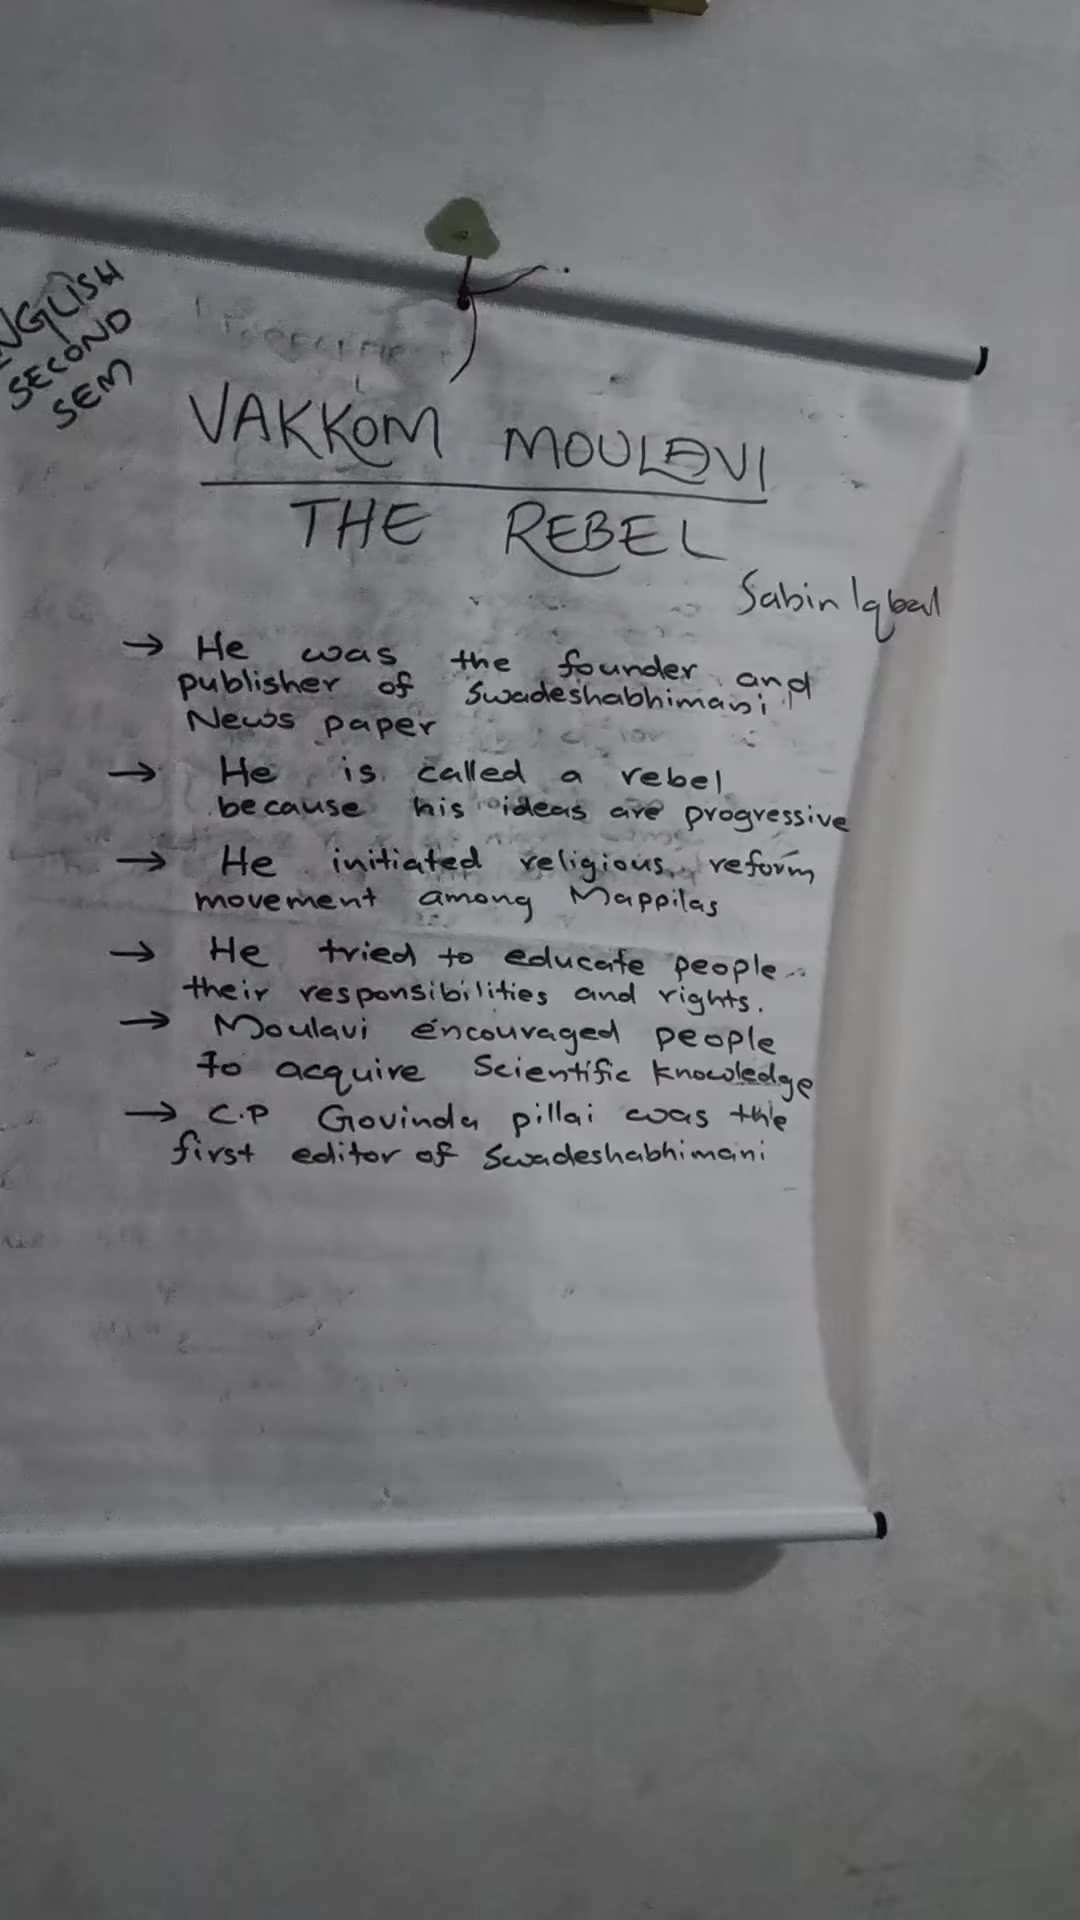 ENGLISH
SECOND
SEM
VAKKOM MOULAVI
THE REBEL
Sabin Iqbal
→ He was the founder and
publisher of Swadeshabhimani
News paper
→ He is called a rebel
because his ideas are progressive
→ He initiated religious reform
movement among Mappilas
→ He tried to educate people
their responsibilities and rights.
→ Moulavi encouraged people
to acquire Scientific knowledge
→ C.P Govinda pillai was the
first editor of Swadeshabhimani